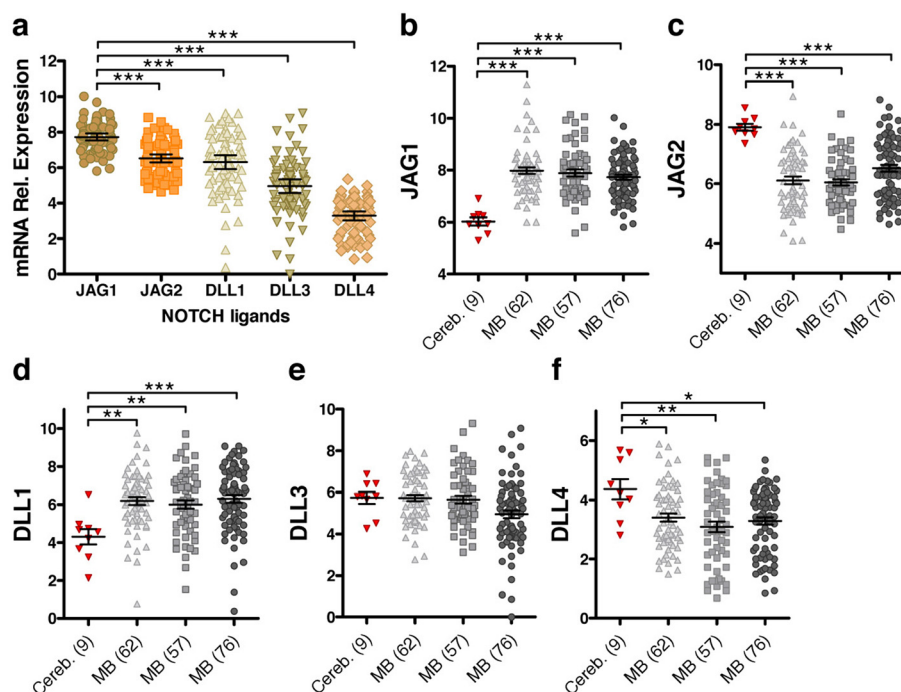 a
***
***
***
***
mRNA Rel. Expression
12
10
8
6
4
2
0
JAG1 JAG2 DLL1 DLL3 DLL4
NOTCH ligands
b
***
***
***
JAG1
12
10
8
6
4
Cereb. (9) MB (62) MB (57) MB (76)
c
***
***
***
JAG2
10
8
6
4
Cereb. (9) MB (62) MB (57) MB (76)
d
***
**
**
DLL1
10
8
6
4
2
0
Cereb. (9) MB (62) MB (57) MB (76)
e
DLL3
10
8
6
4
2
0
Cereb. (9) MB (62) MB (57) MB (76)
f
*
**
*
DLL4
6
4
2
0
Cereb. (9) MB (62) MB (57) MB (76)